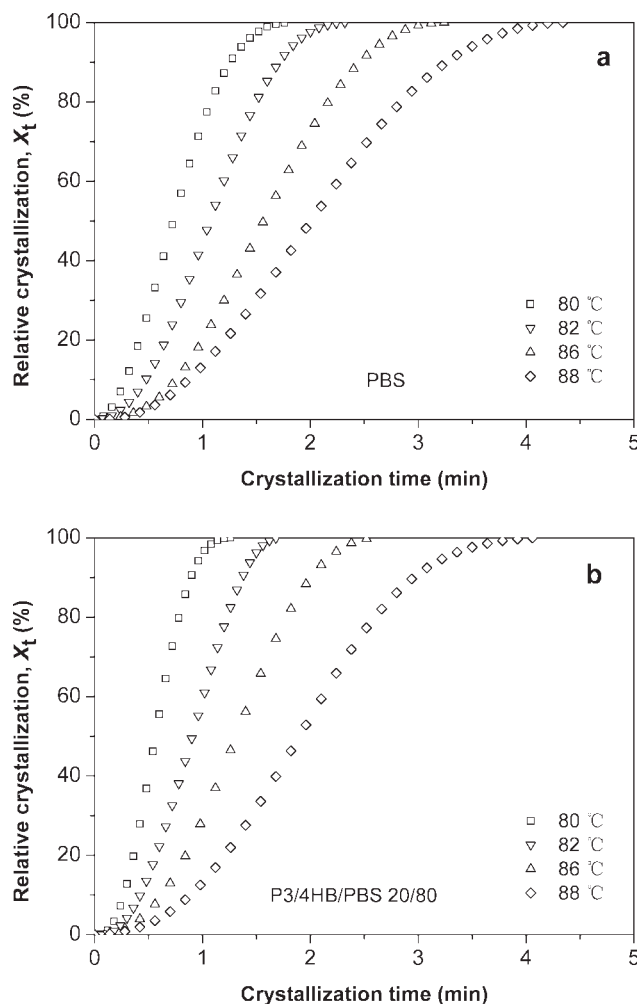 100
80
60
40
20
0
Relative crystallization, Xt (%)
a
□ 80 °C
▽ 82 °C
△ 86 °C
◇ 88 °C
PBS
0 1 2 3 4 5
Crystallization time (min)
100
80
60
40
20
0
Relative crystallization, Xt (%)
b
□ 80 °C
▽ 82 °C
△ 86 °C
◇ 88 °C
P3/4HB/PBS 20/80
0 1 2 3 4 5
Crystallization time (min)